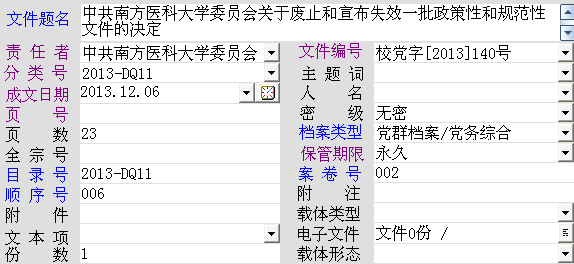 文件题名 中共南方医科大学委员会关于废止和宣布失效一批政策性和规范性
文件的决定
责任者 中共南方医科大学委员会 文件编号 校党字[2013]140号
分类号 2013-DQ11 主题词
成文日期 2013.12.06 人名
页号 密级 无密
页数 23 档案类型 党群档案/党务综合
全宗号 保管期限 永久
目录号 2013-DQ11 案卷号 002
顺序号 006 附注
附件 载体类型
文本项 电子文件 文件0份 /
份数 1 载体形态